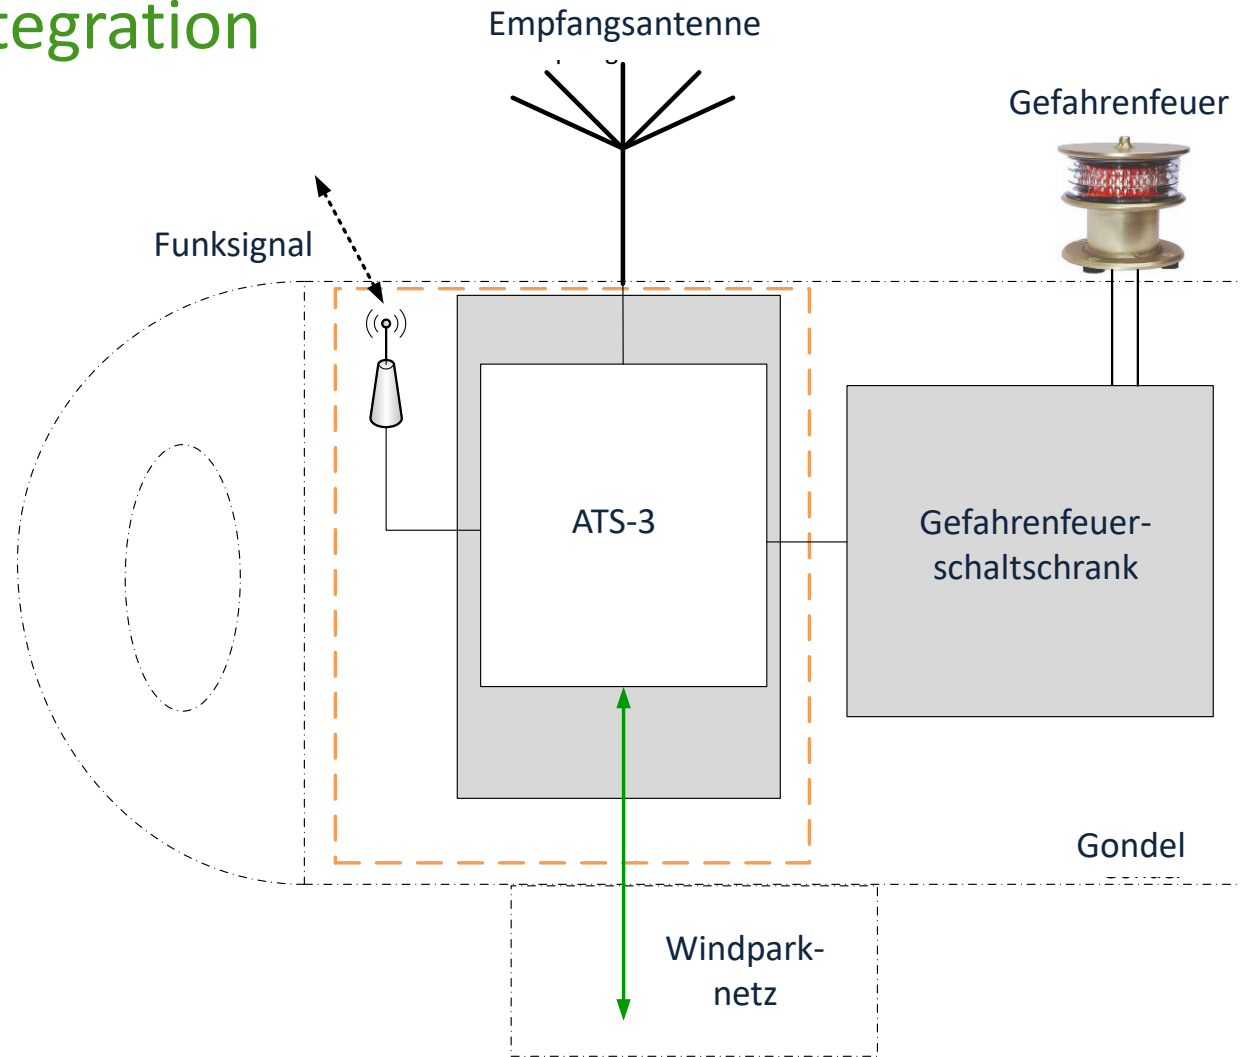 tegration
Empfangsantenne
Gefahrenfeuer
Funksignal
ATS-3
Gefahrenfeuer-
schaltschrank
Gondel
Windpark-
netz